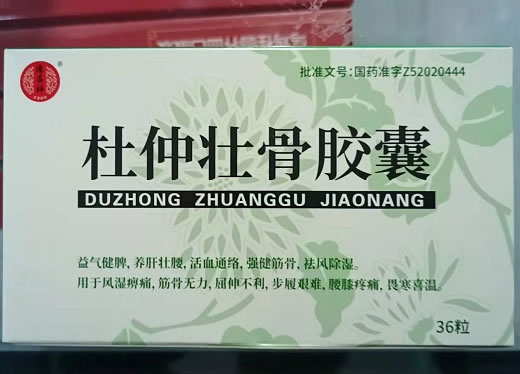 批准文号：国药准字Z52020444
杜仲壮骨胶囊
DUZHONG ZHUANGGU JIAONANG
益气健脾，养肝壮腰，活血通络，强健筋骨，祛风除湿。
用于风湿痹痛，筋骨无力，屈伸不利，步履艰难，腰膝疼痛，畏寒喜温。
36粒